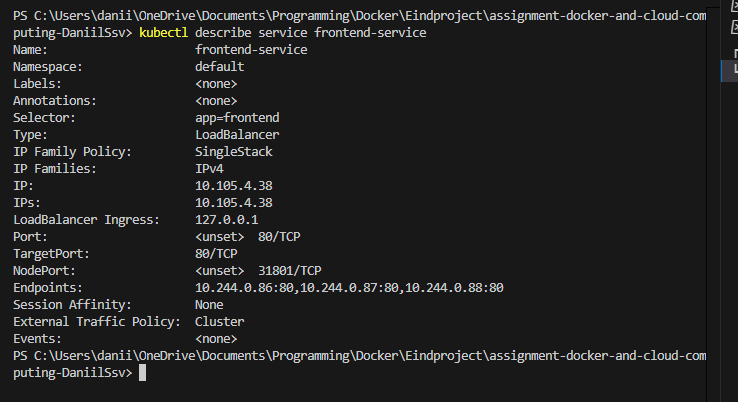 PS C:\Users\danii\OneDrive\Documents\Programming\Docker\Eindproject\assignment-docker-and-cloud-com
puting-DaniilSsv> kubectl describe service frontend-service
Name:                     frontend-service
Namespace:                default
Labels:                   <none>
Annotations:              <none>
Selector:                 app=frontend
Type:                     LoadBalancer
IP Family Policy:         SingleStack
IP Families:              IPv4
IP:                       10.105.4.38
IPs:                      10.105.4.38
LoadBalancer Ingress:     127.0.0.1
Port:                     <unset>  80/TCP
TargetPort:               80/TCP
NodePort:                 <unset>  31801/TCP
Endpoints:                10.244.0.86:80,10.244.0.87:80,10.244.0.88:80
Session Affinity:         None
External Traffic Policy:  Cluster
Events:                   <none>
PS C:\Users\danii\OneDrive\Documents\Programming\Docker\Eindproject\assignment-docker-and-cloud-com
puting-DaniilSsv>